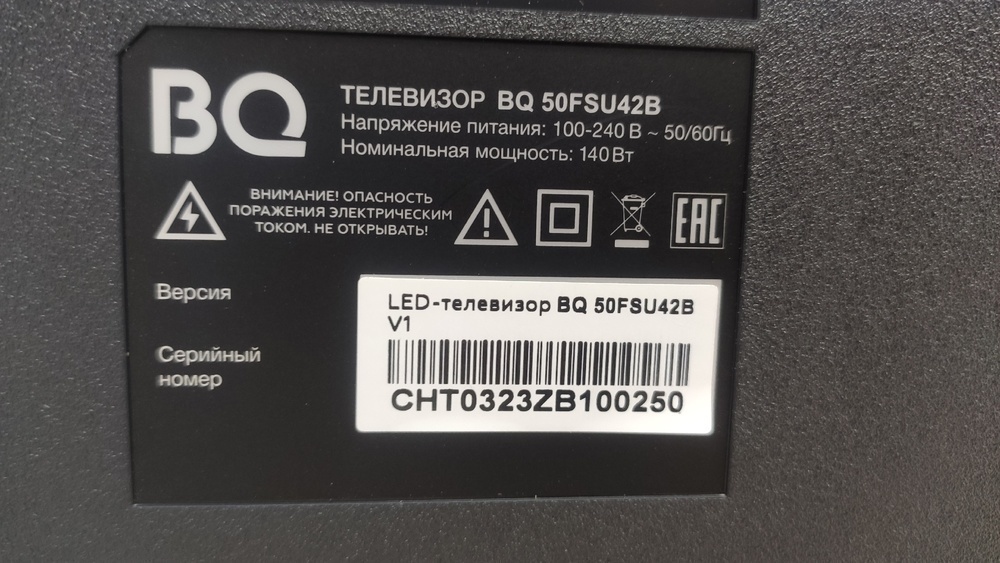 BQ
ТЕЛЕВИЗОР BQ 50FSU42B
Напряжение питания: 100-240 В ~ 50/60Гц
Номинальная мощность: 140 Вт
ВНИМАНИЕ! ОПАСНОСТЬ
ПОРАЖЕНИЯ ЭЛЕКТРИЧЕСКИМ
ТОКОМ. НЕ ОТКРЫВАТЬ!
EAC
Версия
LED-телевизор BQ 50FSU42B
V1
Серийный
номер
CHT0323ZB100250